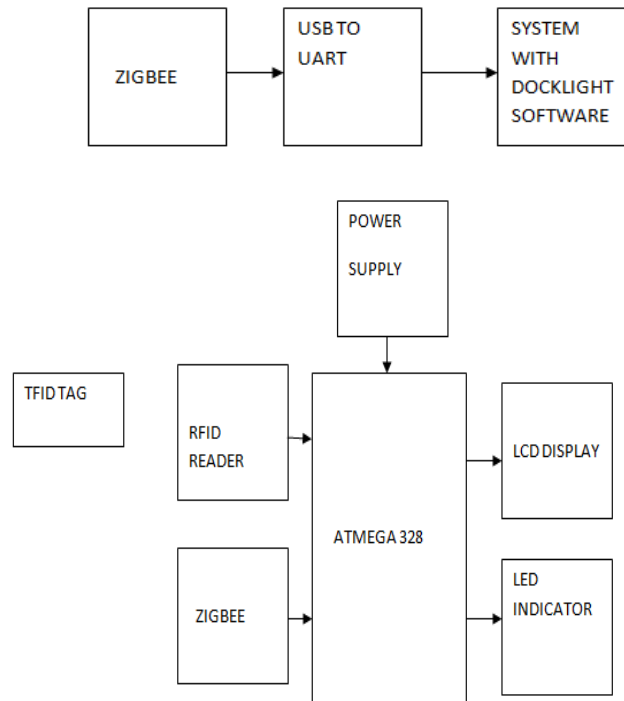 ZIGBEE
USB TO
UART
SYSTEM
WITH
DOCKLIGHT
SOFTWARE
POWER
SUPPLY
TFID TAG
RFID
READER
LCD DISPLAY
ATMEGA 328
ZIGBEE
LED
INDICATOR